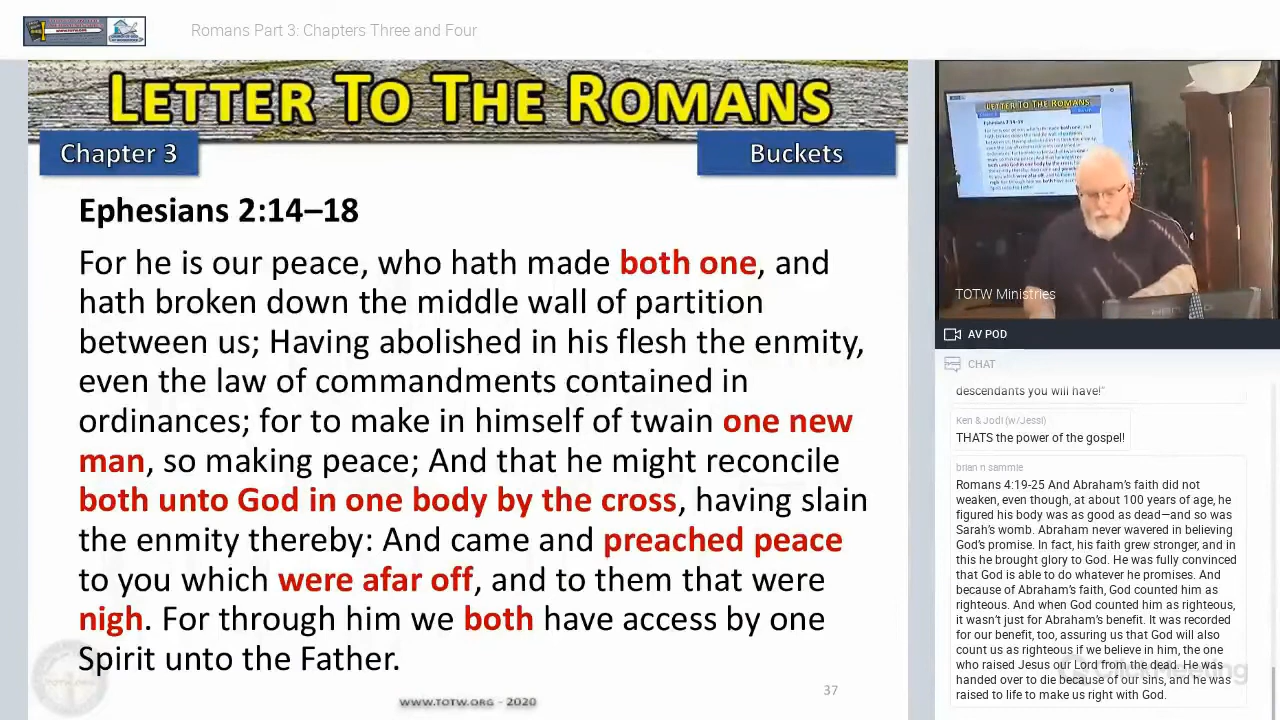 Romans Part 3: Chapters Three and Four
LETTER TO THE ROMANS
Chapter 3
Buckets
Ephesians 2:14–18
For he is our peace, who hath made both one, and
hath broken down the middle wall of partition
between us; Having abolished in his flesh the enmity,
even the law of commandments contained in
ordinances; for to make in himself of twain one new
man, so making peace; And that he might reconcile
both unto God in one body by the cross, having slain
the enmity thereby: And came and preached peace
to you which were afar off, and to them that were
nigh. For through him we both have access by one
Spirit unto the Father.
WWW.TOTW.ORG - 2020
37
LETTER TO THE ROMANS
Ephesians 2:14–18
TOTW Ministries
AV POD
CHAT
descendants you will have!"
Ken & Jodi (w/Jessi)
THATS the power of the gospel!
brian n sammie
Romans 4:19-25 And Abraham's faith did not
weaken, even though, at about 100 years of age, he
figured his body was as good as dead—and so was
Sarah's womb. Abraham never wavered in believing
God's promise. In fact, his faith grew stronger, and in
this he brought glory to God. He was fully convinced
that God is able to do whatever he promises. And
because of Abraham's faith, God counted him as
righteous. And when God counted him as righteous,
it wasn't just for Abraham's benefit. It was recorded
for our benefit, too, assuring us that God will also
count us as righteous if we believe in him, the one
who raised Jesus our Lord from the dead. He was
handed over to die because of our sins, and he was
raised to life to make us right with God.